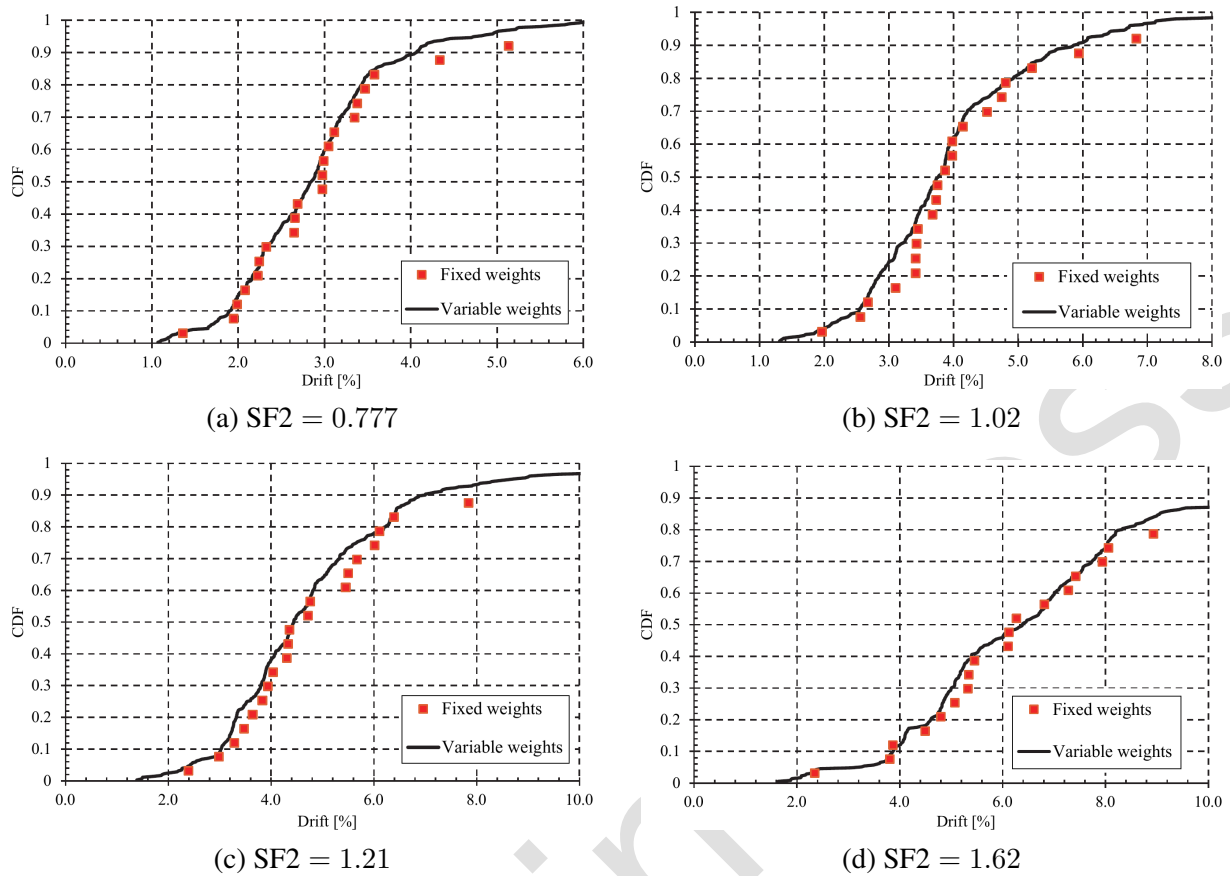 1
0.9
0.8
0.7
0.6
0.5
0.4
0.3
0.2
0.1
0
CDF
0.0 1.0 2.0 3.0 4.0 5.0 6.0
Drift [%]
Fixed weights
Variable weights
(a) SF2 = 0.777
1
0.9
0.8
0.7
0.6
0.5
0.4
0.3
0.2
0.1
0
CDF
0.0 1.0 2.0 3.0 4.0 5.0 6.0 7.0 8.0
Drift [%]
Fixed weights
Variable weights
(b) SF2 = 1.02
1
0.9
0.8
0.7
0.6
0.5
0.4
0.3
0.2
0.1
0
CDF
0.0 2.0 4.0 6.0 8.0 10.0
Drift [%]
Fixed weights
Variable weights
(c) SF2 = 1.21
1
0.9
0.8
0.7
0.6
0.5
0.4
0.3
0.2
0.1
0
CDF
0.0 2.0 4.0 6.0 8.0 10.0
Drift [%]
Fixed weights
Variable weights
(d) SF2 = 1.62